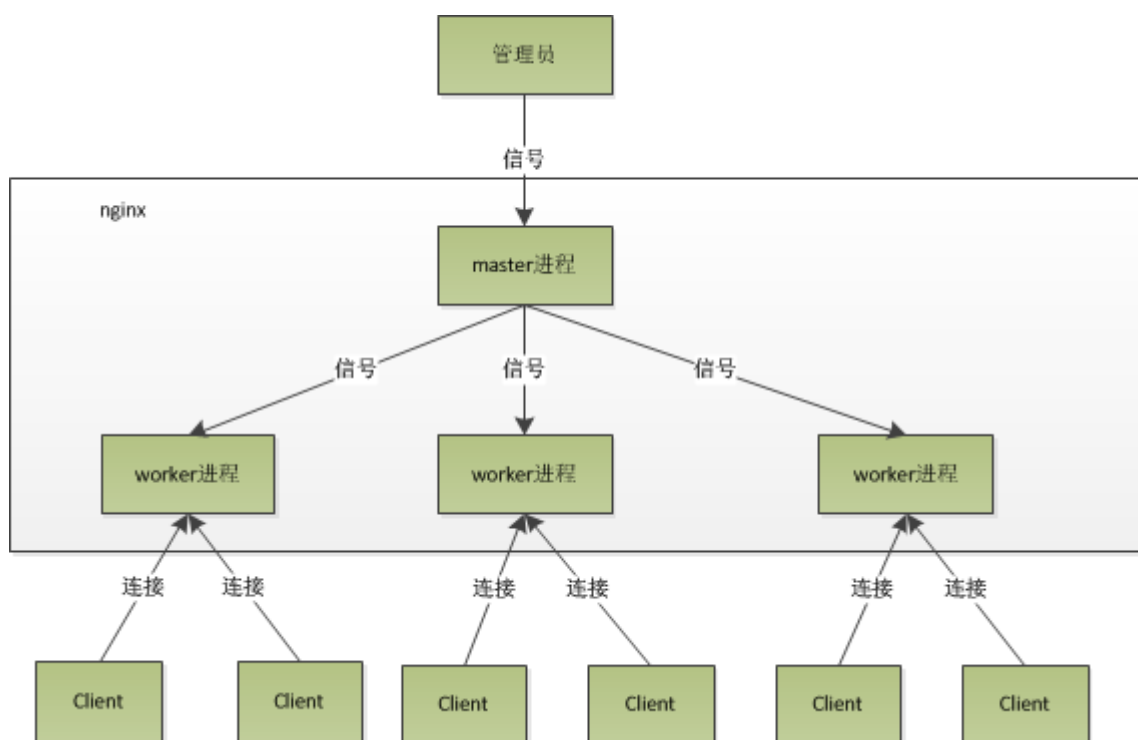 管理员
信号
nginx
master进程
信号
信号
信号
worker进程
worker进程
worker进程
连接
连接
连接
连接
连接
连接
Client
Client
Client
Client
Client
Client